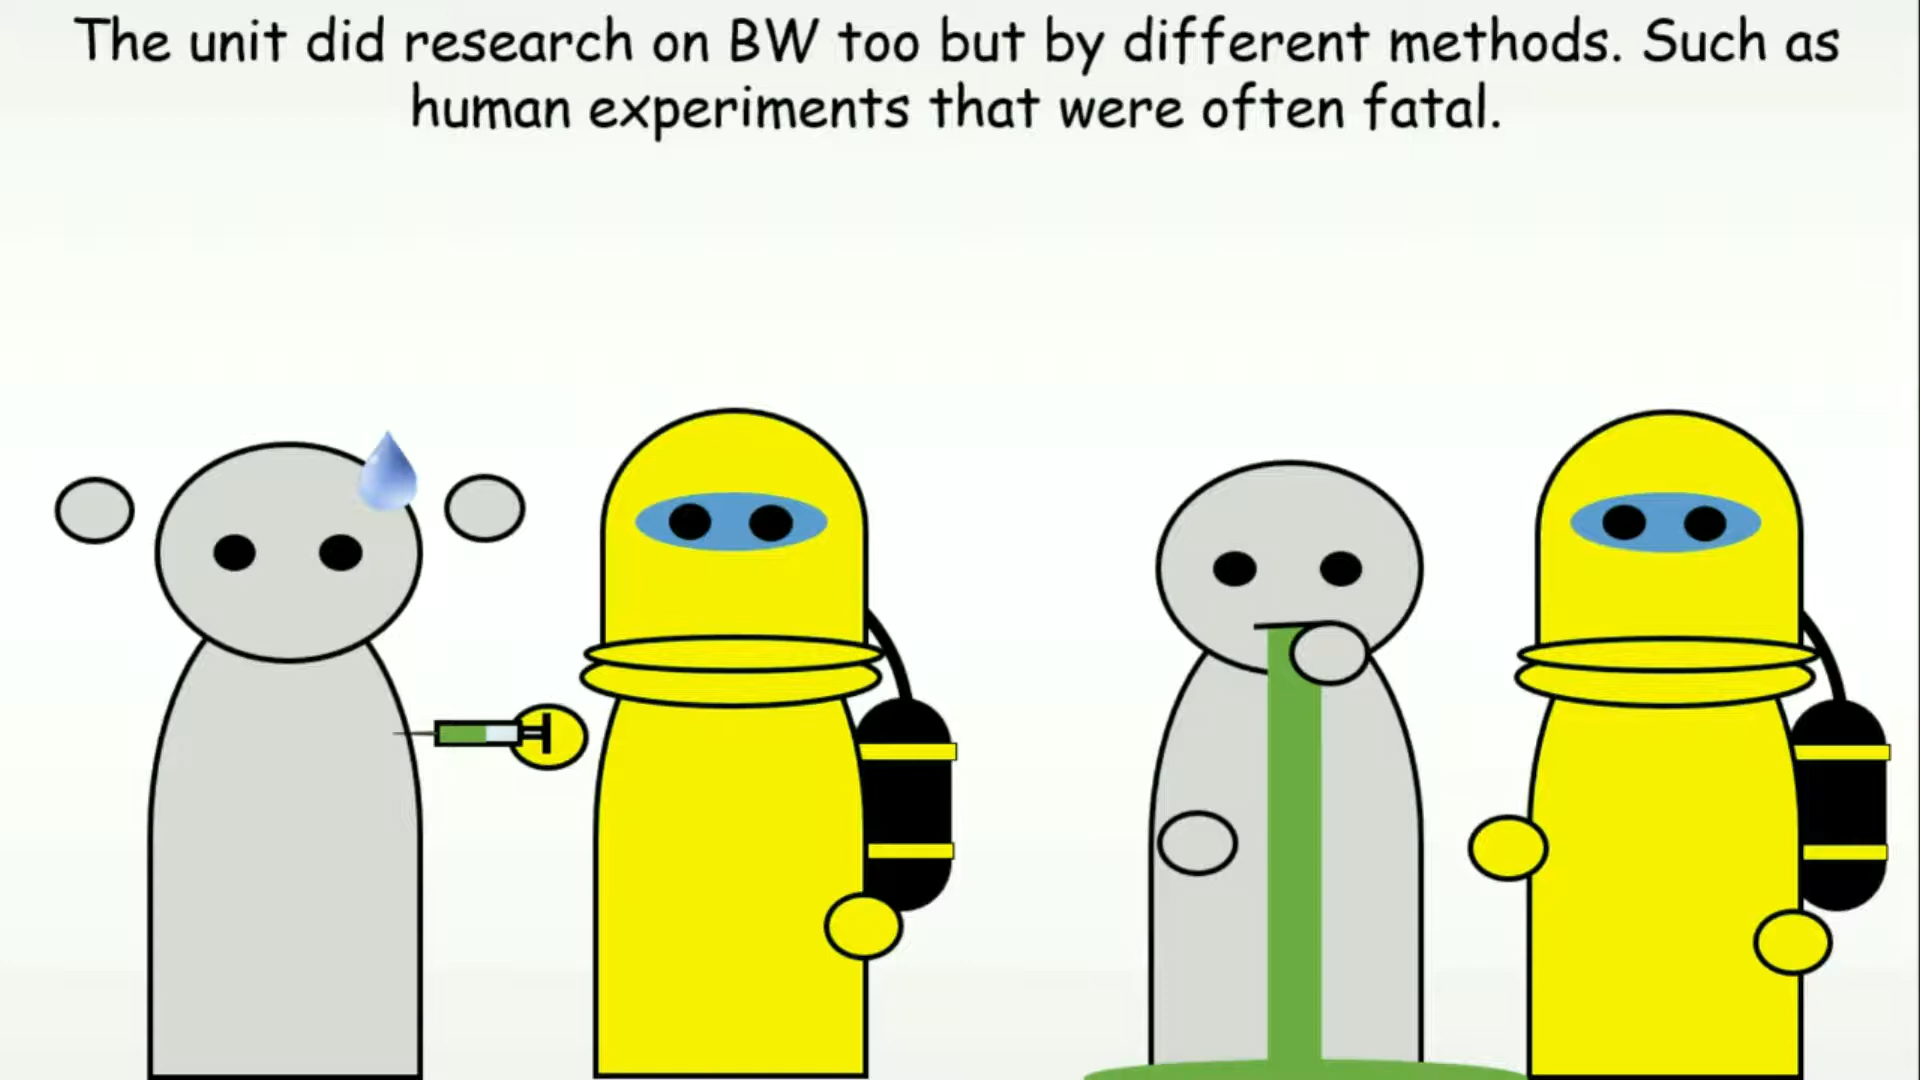 The unit did research on BW too but by different methods. Such as
human experiments that were often fatal.